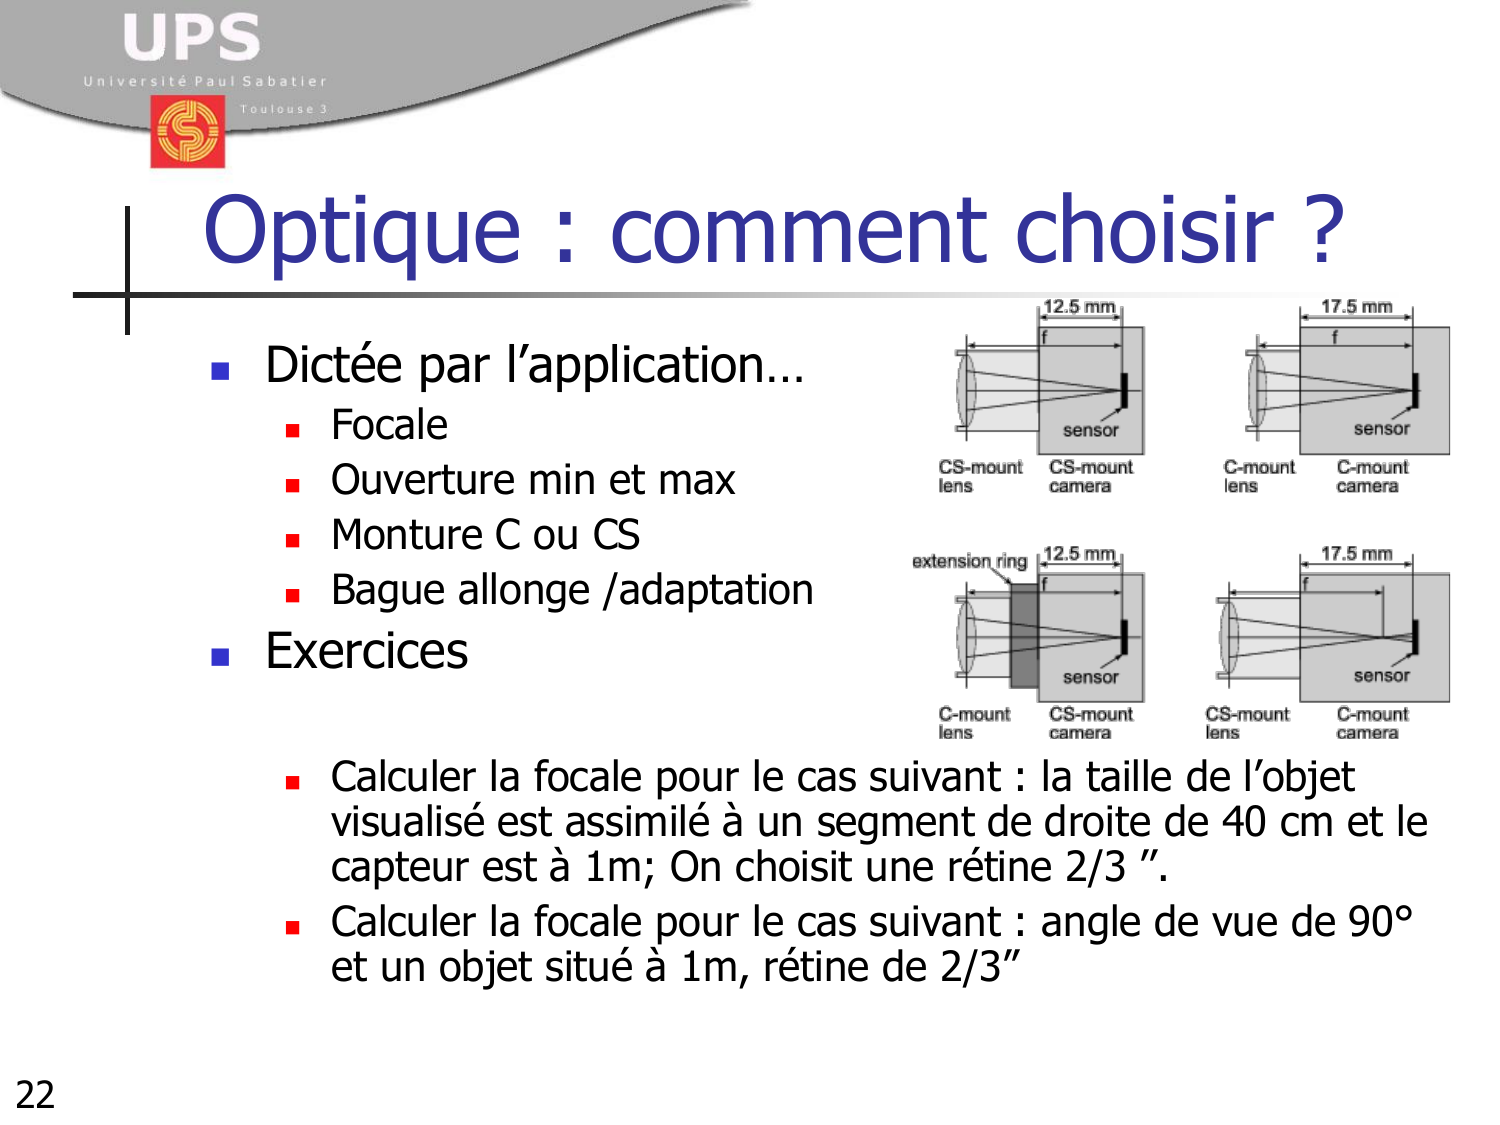 UPS
Université Paul Sabatier
Toulouse 3
Optique : comment choisir ?
Dictée par l’application…
Focale
Ouverture min et max
Monture C ou CS
Bague allonge /adaptation
Exercices
12.5 mm
f
sensor
CS-mount lens
CS-mount camera
17.5 mm
f
sensor
C-mount lens
C-mount camera
extension ring
12.5 mm
f
sensor
C-mount lens
CS-mount camera
17.5 mm
f
sensor
CS-mount lens
C-mount camera
Calculer la focale pour le cas suivant : la taille de l’objet
visualisé est assimilé à un segment de droite de 40 cm et le
capteur est à 1m; On choisit une rétine 2/3 ’’.
Calculer la focale pour le cas suivant : angle de vue de 90°
et un objet situé à 1m, rétine de 2/3’’
22